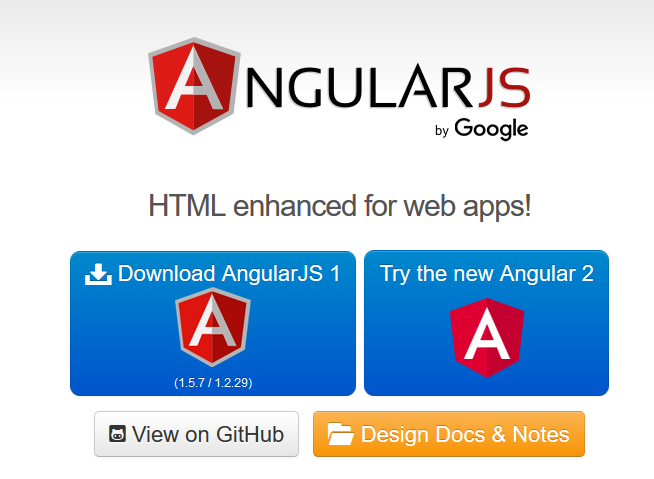 ANGULARJS
by Google
HTML enhanced for web apps!
Download AngularJS 1
(1.5.7 / 1.2.29)
Try the new Angular 2
View on GitHub
Design Docs & Notes